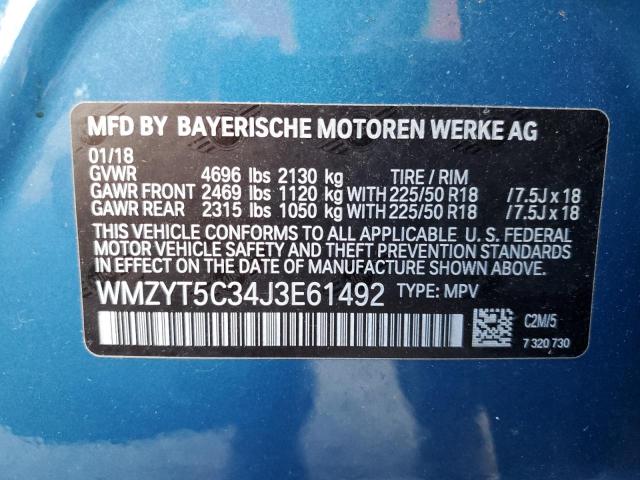 MFD BY BAYERISCHE MOTOREN WERKE AG
01/18
GVWR 4696 lbs 2130 kg TIRE / RIM
GAWR FRONT 2469 lbs 1120 kg WITH 225/50 R18 /7.5J x 18
GAWR REAR 2315 lbs 1050 kg WITH 225/50 R18 /7.5J x 18
THIS VEHICLE CONFORMS TO ALL APPLICABLE U. S. FEDERAL
MOTOR VEHICLE SAFETY AND THEFT PREVENTION STANDARDS
IN EFFECT ON THE DATE OF MANUFACTURE SHOWN ABOVE.
WMZYT5C34J3E61492 TYPE: MPV
C2M/5
7 320 730